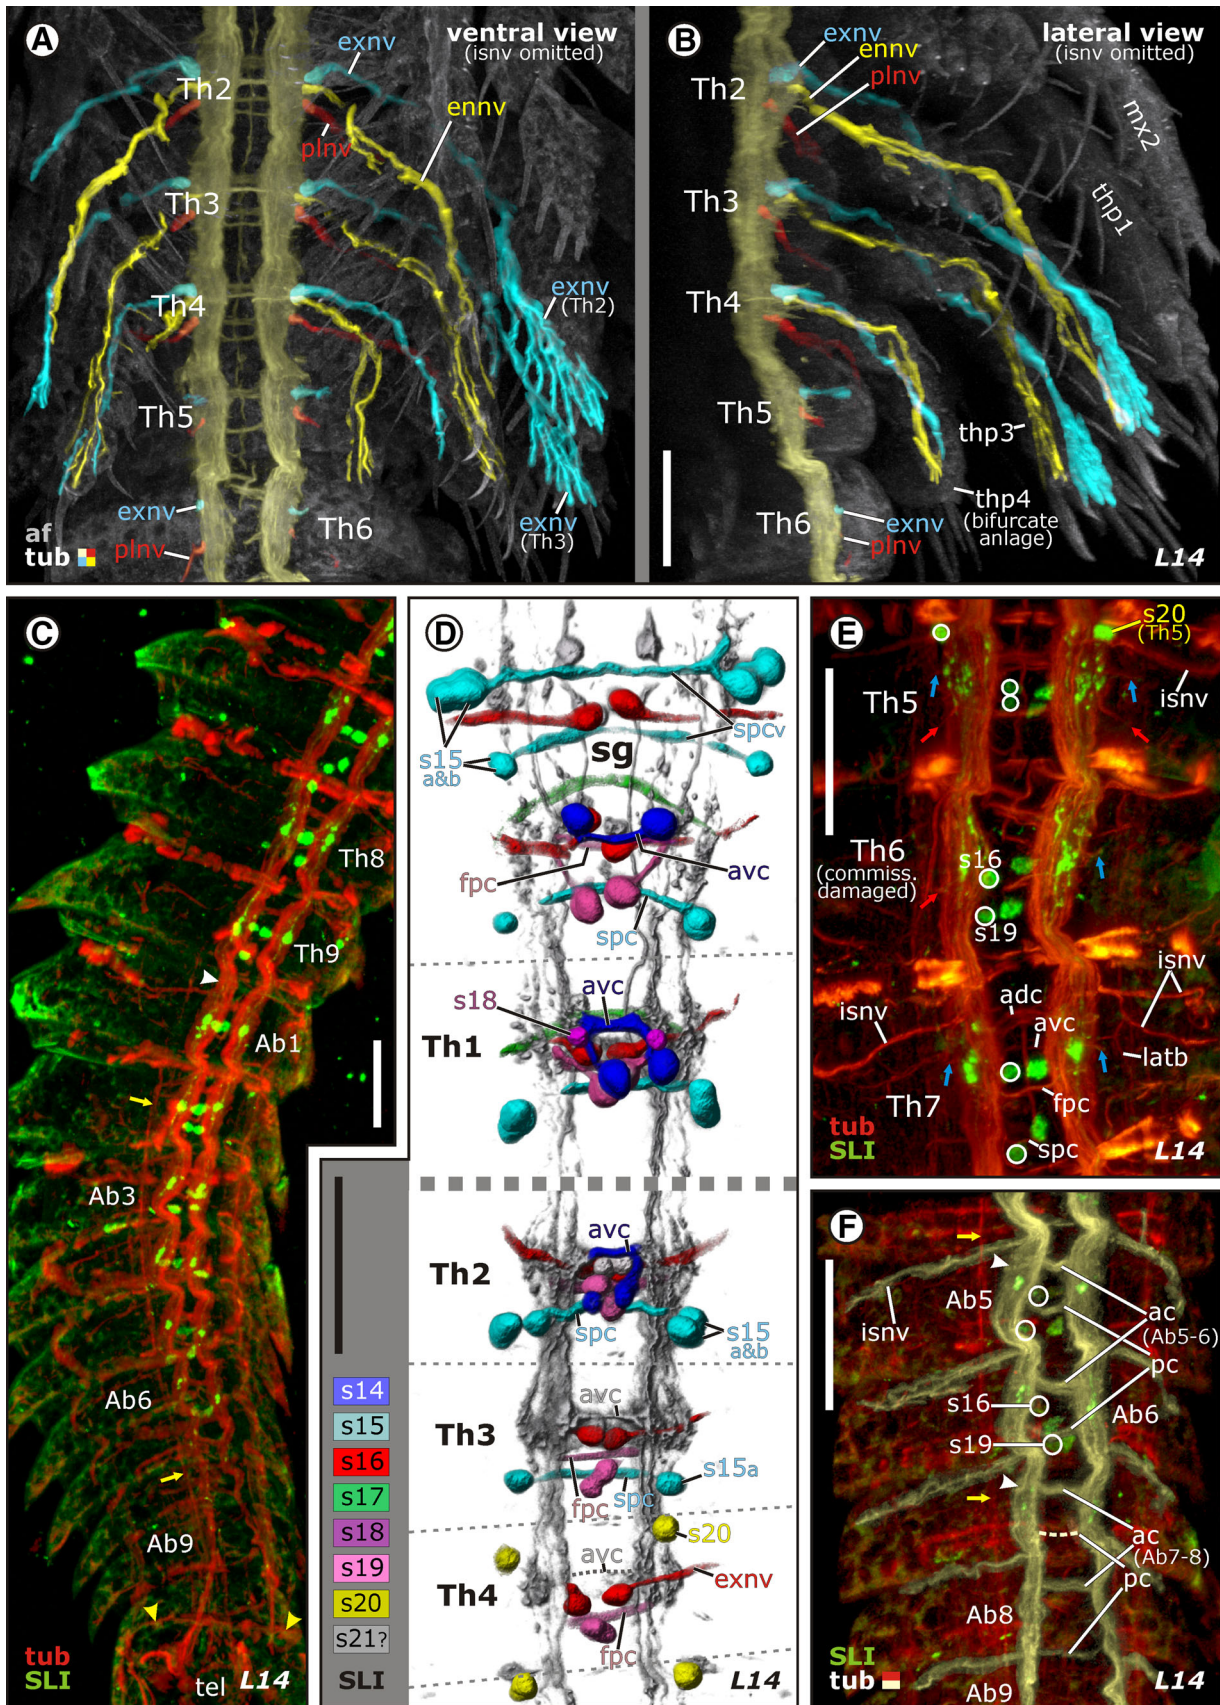 A
ventral view
(isnv omitted)
exnv
Th2
ennv
plnv
Th3
Th4
exnv
(Th2)
Th5
exnv
Th6
exnv
(Th3)
af
tub
plnv
B
lateral view
(isnv omitted)
exnv
ennv
plnv
Th2
mx2
thp1
Th3
Th4
Th5
thp3
thp4
(bifurcate
anlage)
Th6
exnv
plnv
L14
C
Th8
Th9
Ab1
Ab3
Ab6
Ab9
tub
SLI
tel
L14
D
s15
a&b
spcv
sg
fpc
avc
spc
s18
avc
Th1
avc
Th2
spc
s15
a&b
avc
Th3
s15a
fpc
spc
s20
avc
Th4
exnv
fpc
s14
s15
s16
s17
s18
s19
s20
s21?
SLI
L14
E
s20
(Th5)
isnv
Th5
Th6
(commiss.
damaged)
s16
s19
isnv
isnv
adc
avc
latb
Th7
fpc
tub
SLI
spc
L14
F
Ab5
isnv
ac
(Ab5-6)
pc
s16
Ab6
s19
ac
(Ab7-8)
pc
Ab8
SLI
tub
Ab9
L14